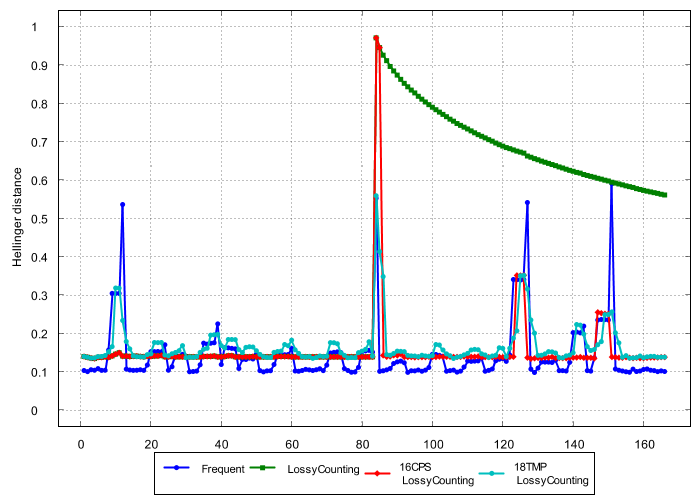 1
0.9
0.8
0.7
0.6
0.5
0.4
0.3
0.2
0.1
0
Hellinger distance
0 20 40 60 80 100 120 140 160
Frequent LossyCounting 16CPS 18TMP
LossyCounting LossyCounting